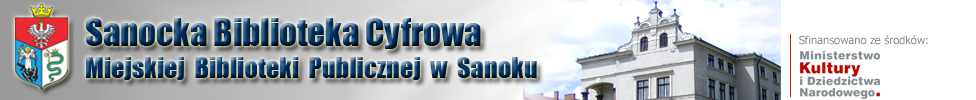 Sanocka Biblioteka Cyfrowa
Miejskiej Biblioteki Publicznej w Sanoku
Sfinansowano ze środków:
Ministerstwo
Kultury
i Dziedzictwa
Narodowego.